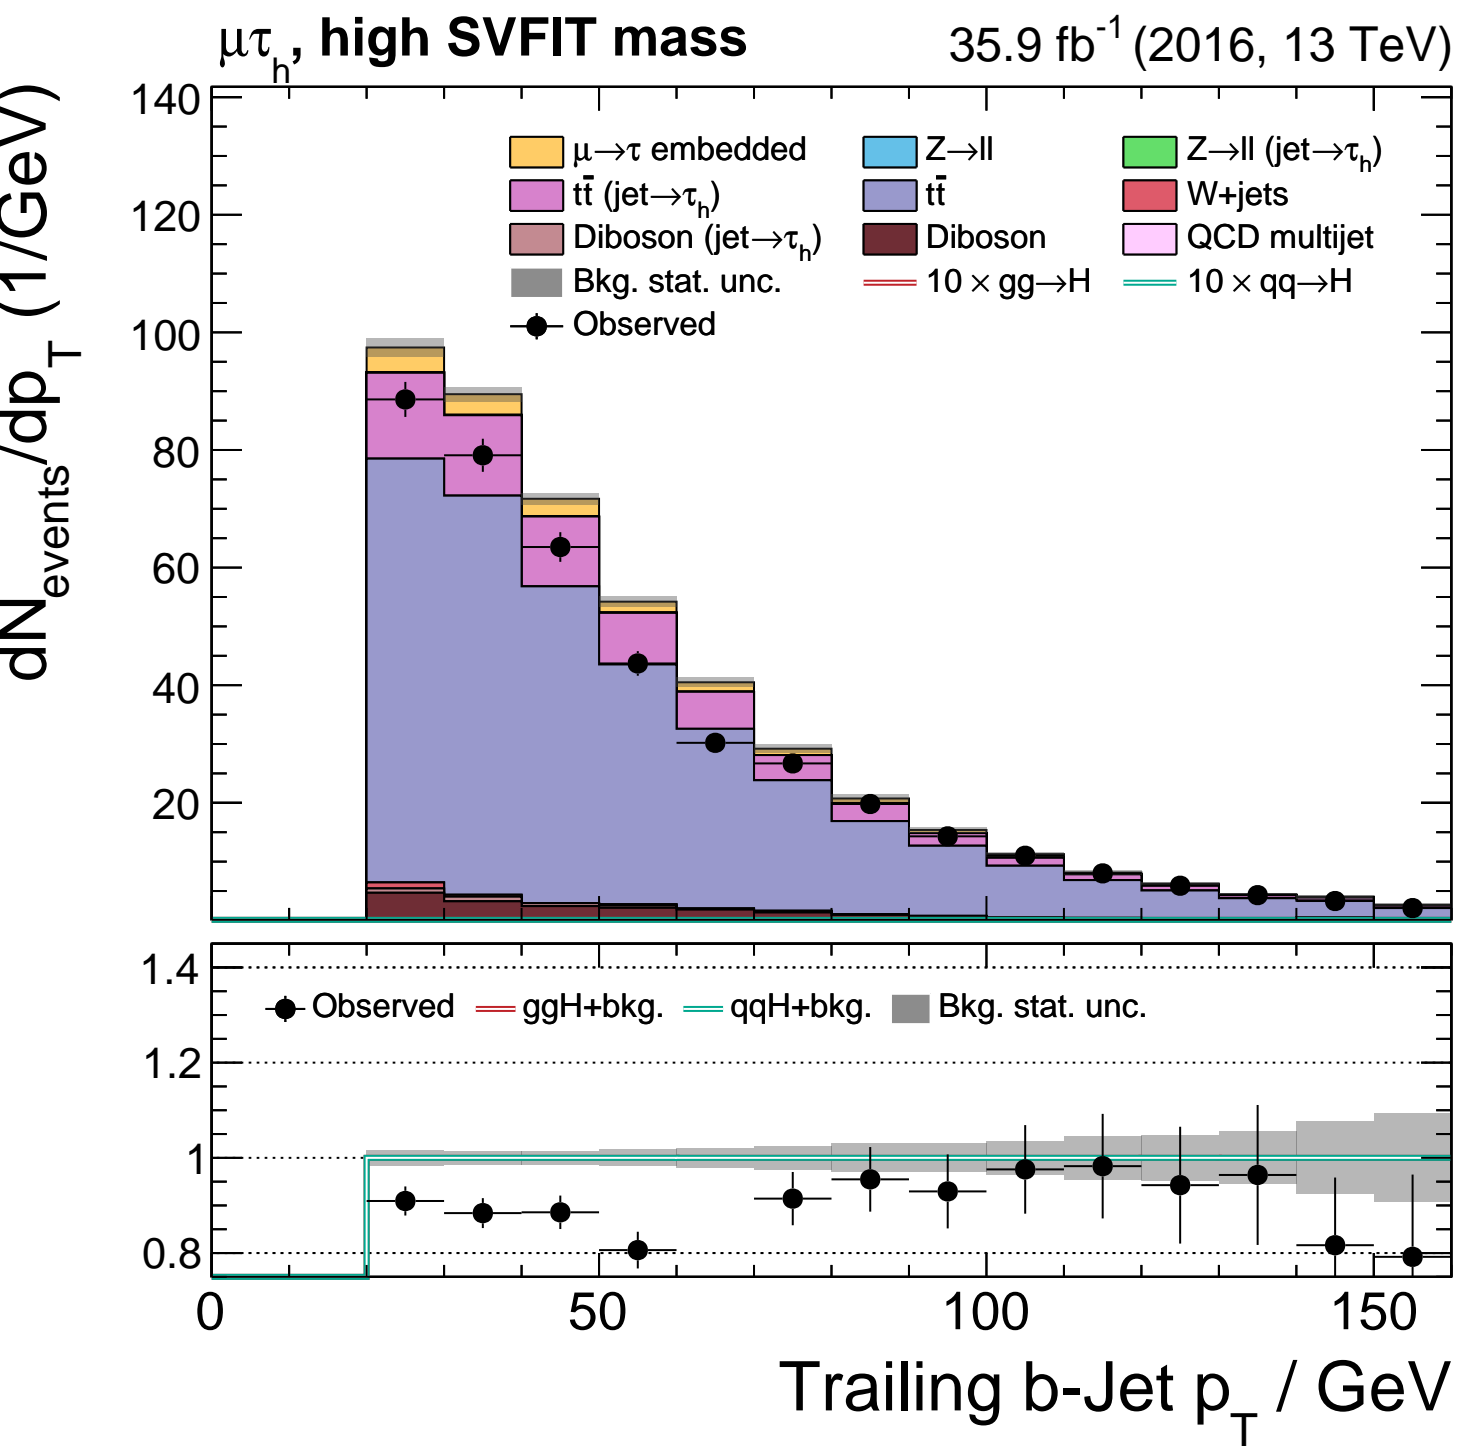 μτh, high SVFIT mass 35.9 fb-1 (2016, 13 TeV)
dNevents/dpT (1/GeV)
140
120
100
80
60
40
20
μ→τ embedded Z→ll Z→ll (jet→τh)
tt̄ (jet→τh) tt̄ W+jets
Diboson (jet→τh) Diboson QCD multijet
Bkg. stat. unc. 10 × gg→H 10 × qq→H
Observed
1.4
1.2
1
0.8
Observed ggH+bkg. qqH+bkg. Bkg. stat. unc.
0 50 100 150
Trailing b-Jet pT / GeV